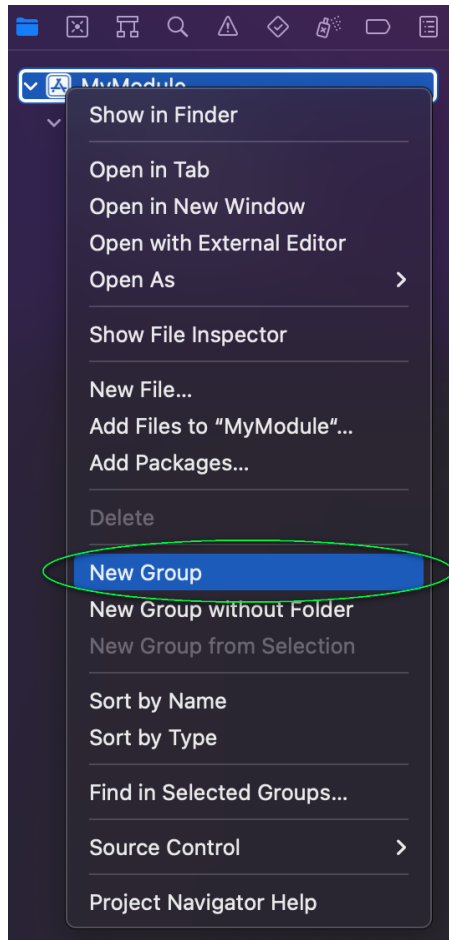 MyModule
Show in Finder
Open in Tab
Open in New Window
Open with External Editor
Open As
Show File Inspector
New File...
Add Files to “MyModule“...
Add Packages...
Delete
New Group
New Group without Folder
New Group from Selection
Sort by Name
Sort by Type
Find in Selected Groups...
Source Control
Project Navigator Help